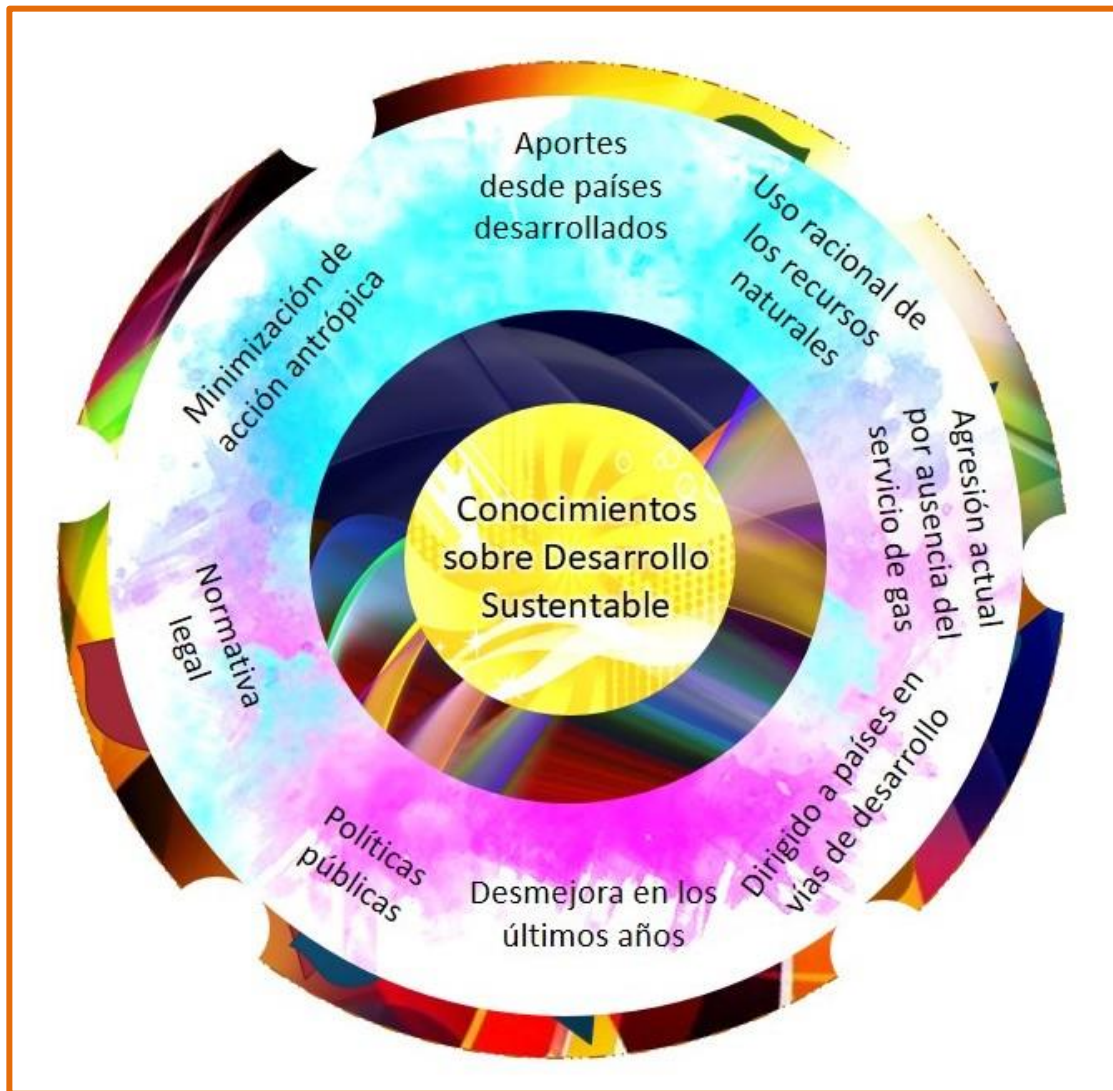 Aportes
desde países
desarrollados
Uso racional de
los recursos
naturales
Agresión actual
por ausencia del
servicio de gas
Dirigido a países en
vías de desarrollo
Desmejora en los
últimos años
Políticas
públicas
Normativa
legal
Minimización de
acción antrópica
Conocimientos
sobre Desarrollo
Sustentable